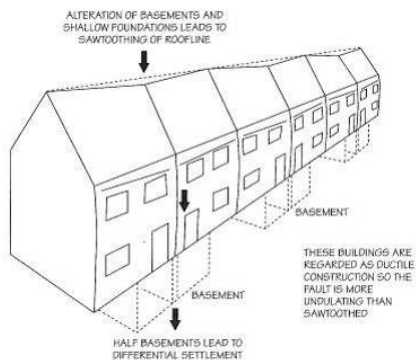 ALTERATION OF BASEMENTS AND
SHALLOW FOUNDATIONS LEADS TO
SAWTOOTHING OF ROOFLINE
BASEMENT
THESE BUILDINGS ARE
REGARDED AS DUCTILE
CONSTRUCTION SO THE
FAULT IS MORE
UNDULATING THAN
SAWTOOTHED
BASEMENT
HALF BASEMENTS LEAD TO
DIFFERENTIAL SETTLEMENT